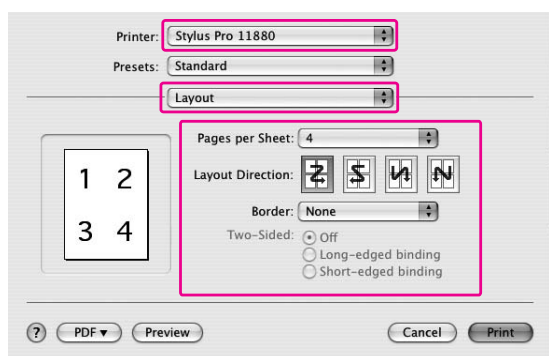 Printer: Stylus Pro 11880
Presets: Standard
Layout
Pages per Sheet: 4
Layout Direction:
Border: None
Two-Sided: Off
Long-edged binding
Short-edged binding
1 2
3 4
? PDF▼ Preview Cancel Print